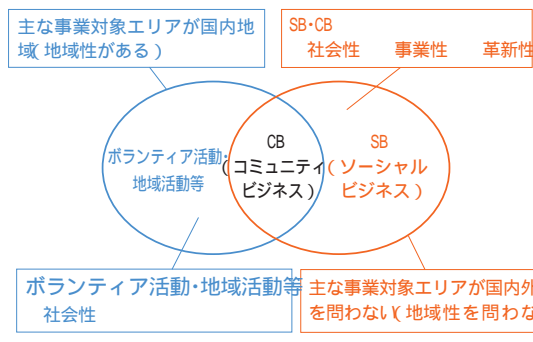 主な事業対象エリアが国内地
域(地域性がある)
SB・CB
社会性 事業性 革新性
ボランティア活動・
地域活動等
CB
(コミュニティ
ビジネス)
SB
(ソーシャル
ビジネス)
ボランティア活動・地域活動等
社会性
主な事業対象エリアが国内外
を問わない(地域性を問わな